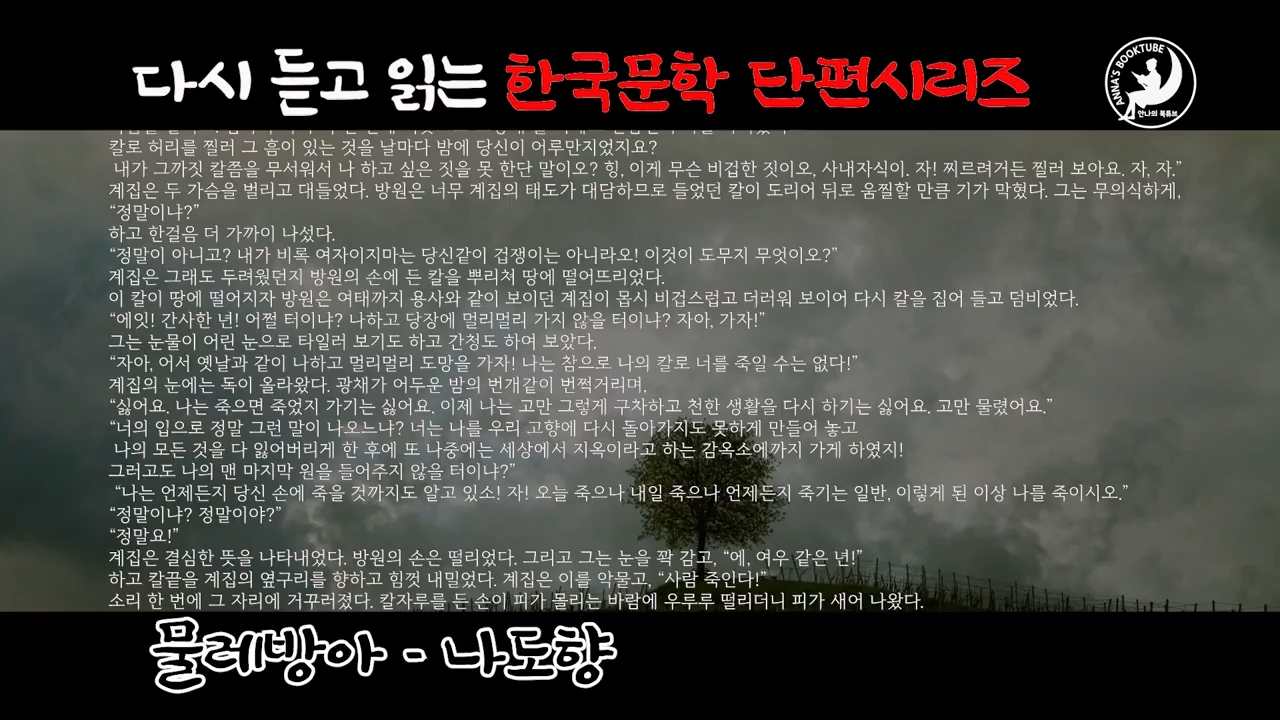 다시 듣고 읽는 한국문학 단편시리즈
ANNA'S BOOKTUBE
안나의 북튜브
칼로 허리를 찔러 그 흠이 있는 것을 날마다 밤에 당신이 어루만지었지요?
내가 그까짓 칼쯤을 무서워서 나 하고 싶은 짓을 못 한단 말이오? 힝, 이게 무슨 비겁한 짓이오, 사내자식이. 자! 찌르려거든 찔러 보아요. 자, 자.”
계집은 두 가슴을 벌리고 대들었다. 방원은 너무 계집의 태도가 대담하므로 들었던 칼이 도리어 뒤로 움찔할 만큼 기가 막혔다. 그는 무의식하게,
“정말이냐?”
하고 한걸음 더 가까이 나섰다.
“정말이 아니고? 내가 비록 여자이지마는 당신같이 겁쟁이는 아니라오! 이것이 도무지 무엇이오?”
계집은 그래도 두려웠던지 방원의 손에 든 칼을 뿌리쳐 땅에 떨어뜨리었다.
이 칼이 땅에 떨어지자 방원은 여태까지 용사와 같이 보이던 계집이 몹시 비겁스럽고 더러워 보이어 다시 칼을 집어 들고 덤비었다.
“에잇! 간사한 년! 어쩔 터이냐? 나하고 당장에 멀리멀리 가지 않을 터이냐? 자아, 가자!”
그는 눈물이 어린 눈으로 타일러 보기도 하고 간청도 하여 보았다.
“자아, 어서 옛날과 같이 나하고 멀리멀리 도망을 가자! 나는 참으로 나의 칼로 너를 죽일 수는 없다!”
계집의 눈에는 독이 올라왔다. 광채가 어두운 밤의 번개같이 번쩍거리며,
“싫어요. 나는 죽으면 죽었지 가기는 싫어요. 이제 나는 고만 그렇게 구차하고 천한 생활을 다시 하기는 싫어요. 고만 물렸어요.”
“너의 입으로 정말 그런 말이 나오느냐? 너는 나를 우리 고향에 다시 돌아가지도 못하게 만들어 놓고
나의 모든 것을 다 잃어버리게 한 후에 또 나중에는 세상에서 지옥이라고 하는 감옥소에까지 가게 하였지!
그러고도 나의 맨 마지막 원을 들어주지 않을 터이냐?”
“나는 언제든지 당신 손에 죽을 것까지도 알고 있소! 자! 오늘 죽으나 내일 죽으나 언제든지 죽기는 일반, 이렇게 된 이상 나를 죽이시오.”
“정말이냐? 정말이야?”
“정말요!”
계집은 결심한 뜻을 나타내었다. 방원의 손은 떨리었다. 그리고 그는 눈을 꽉 감고, “에, 여우 같은 년!”
하고 칼끝을 계집의 옆구리를 향하고 힘껏 내밀었다. 계집은 이를 악물고, “사람 죽인다!”
소리 한 번에 그 자리에 거꾸러졌다. 칼자루를 든 손이 피가 몰리는 바람에 우루루 떨리더니 피가 새어 나왔다.
물레방아 - 나도향